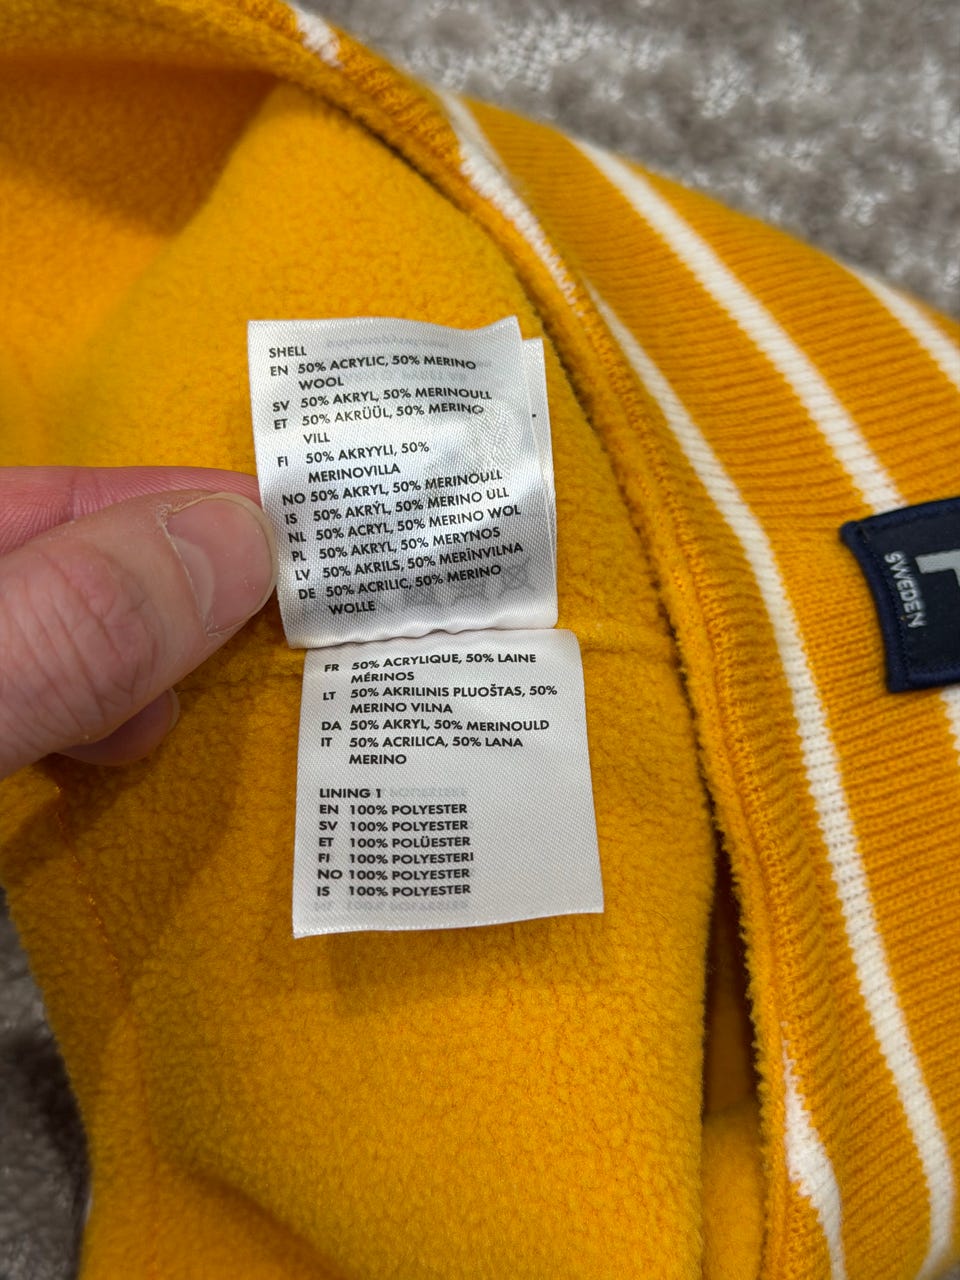 SHELL
EN 50% ACRYLIC, 50% MERINO
WOOL
SV 50% AKRYL, 50% MERINOULL
ET 50% AKRÜÜL, 50% MERINO
VILL
FI 50% AKRYYLI, 50%
MERINOVILLA
NO 50% AKRYL, 50% MERINOULL
IS 50% AKRÝL, 50% MERINO ULL
NL 50% ACRYL, 50% MERINO WOL
PL 50% AKRYL, 50% MERYNOS
LV 50% AKRILS, 50% MERĪNVILNA
DE 50% ACRILIC, 50% MERINO
WOLLE
FR 50% ACRYLIQUE, 50% LAINE
MÉRINOS
LT 50% AKRILINIS PLUOŠTAS, 50%
MERINO VILNA
DA 50% AKRYL, 50% MERINOULD
IT 50% ACRILICA, 50% LANA
MERINO
LINING 1
EN 100% POLYESTER
SV 100% POLYESTER
ET 100% POLÜESTER
FI 100% POLYESTERI
NO 100% POLYESTER
IS 100% POLYESTER
SWEDEN